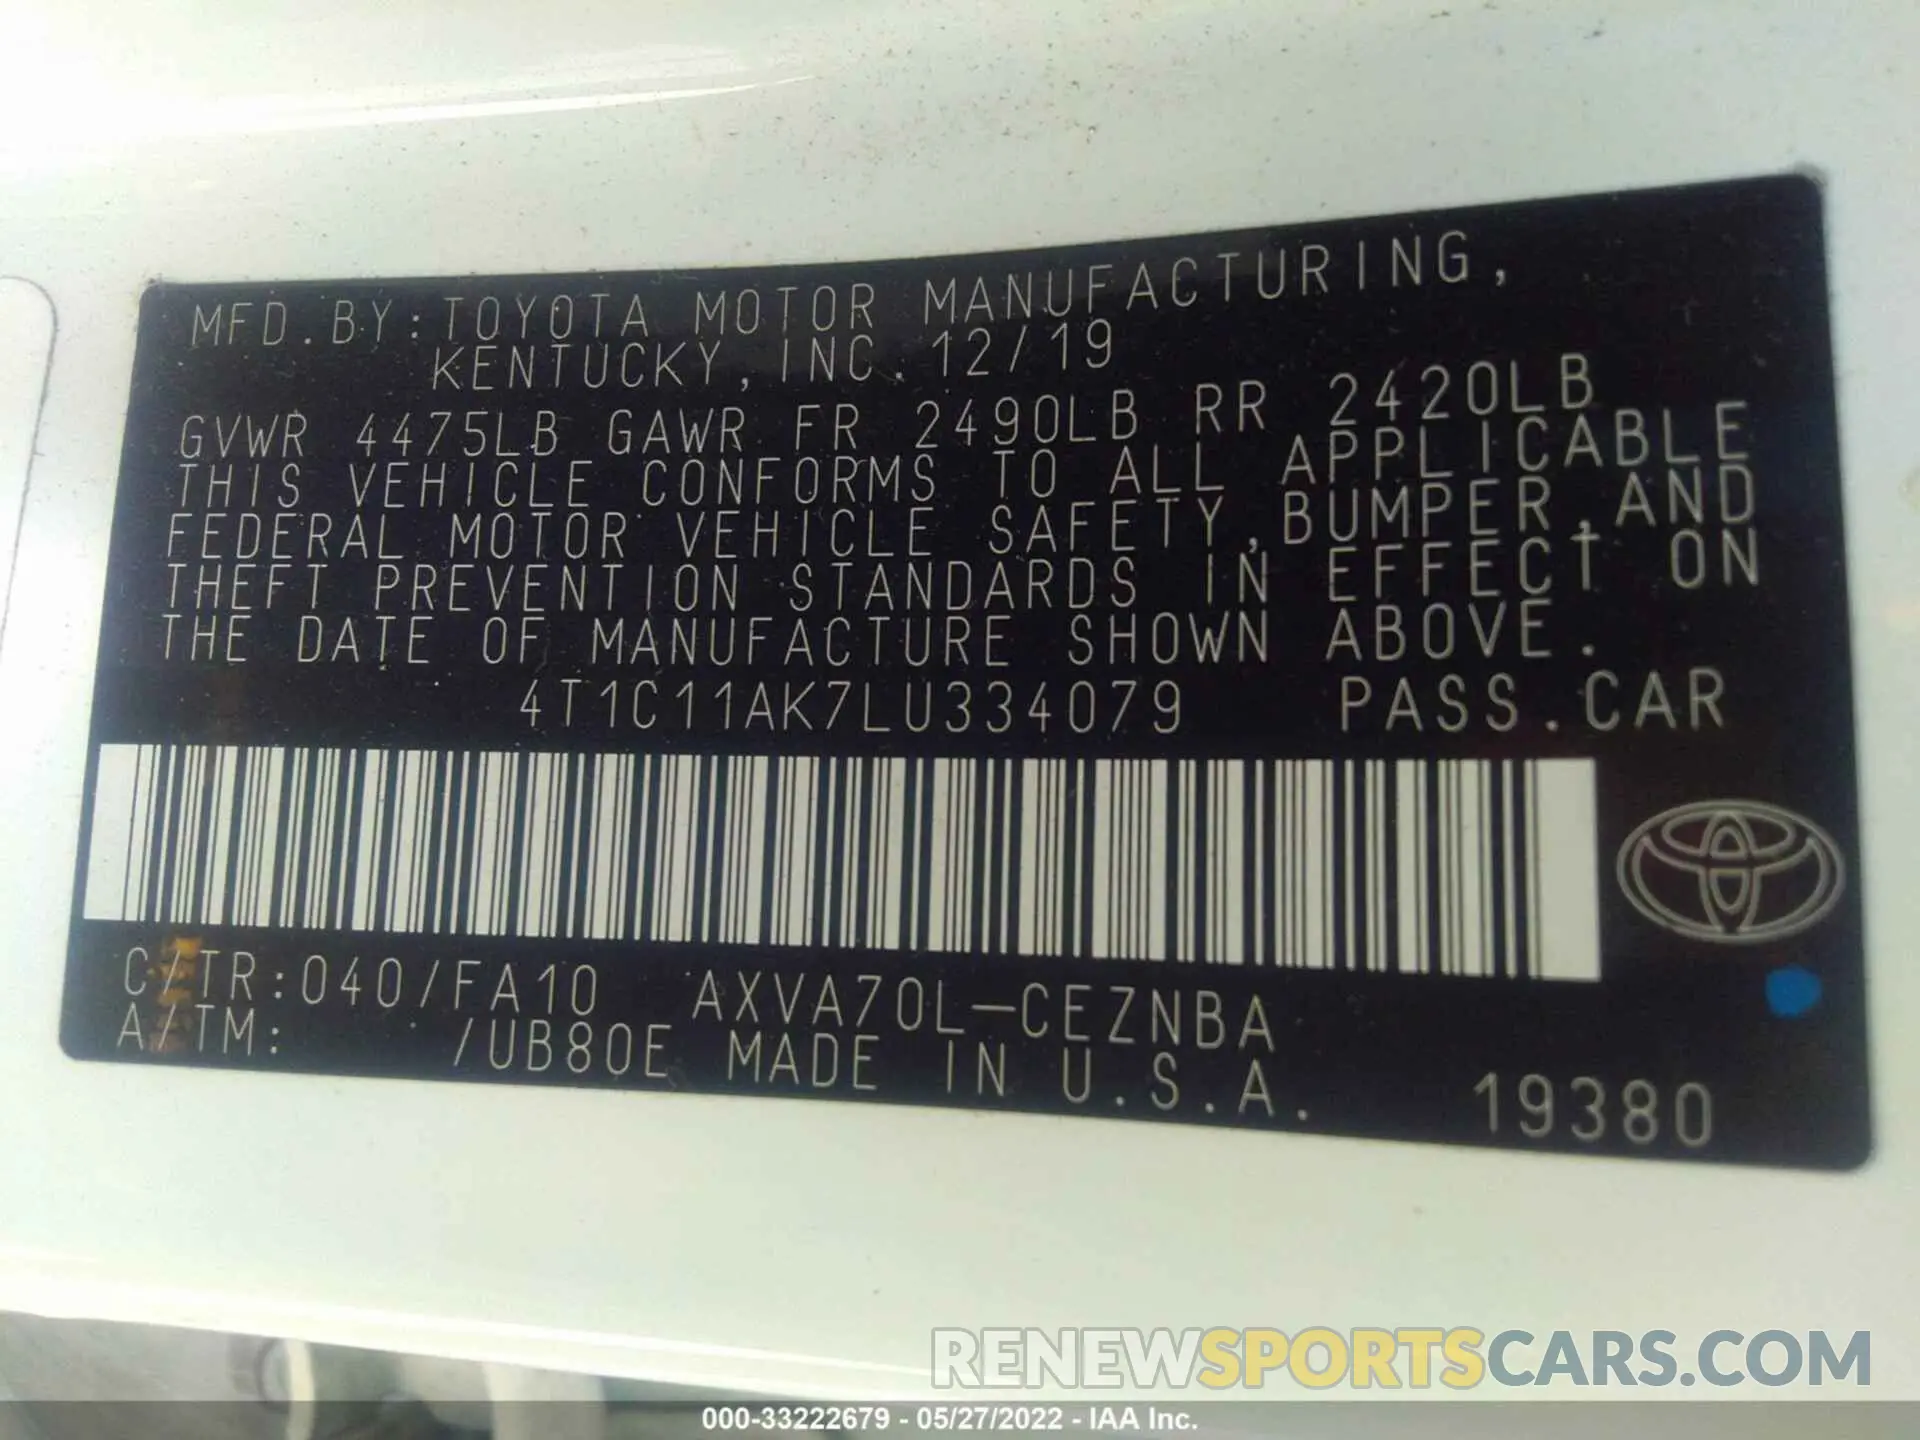 MFD.BY:TOYOTA MOTOR MANUFACTURING,
KENTUCKY,INC.12/19
GVWR 4475LB GAWR FR 2490LB RR 2420LB
THIS VEHICLE CONFORMS TO ALL APPLICABLE
FEDERAL MOTOR VEHICLE SAFETY,BUMPER,AND
THEFT PREVENTION STANDARDS IN EFFECT ON
THE DATE OF MANUFACTURE SHOWN ABOVE.
4T1C11AK7LU334079 PASS.CAR
C/TR:040/FA10 AXVA70L-CEZNBA
A/TM: /UB80E MADE IN U.S.A. 19380
RENEWSPORTSCARS.COM
000-33222679 - 05/27/2022 - IAA Inc.